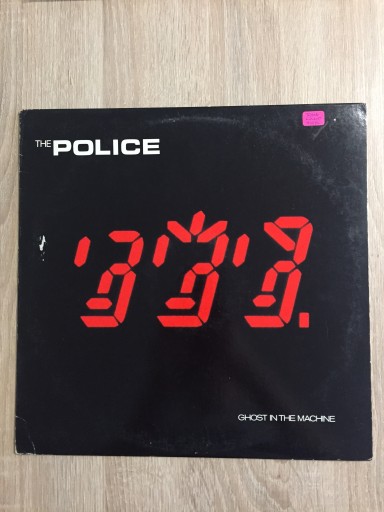 THE POLICE
GHOST IN THE MACHINE